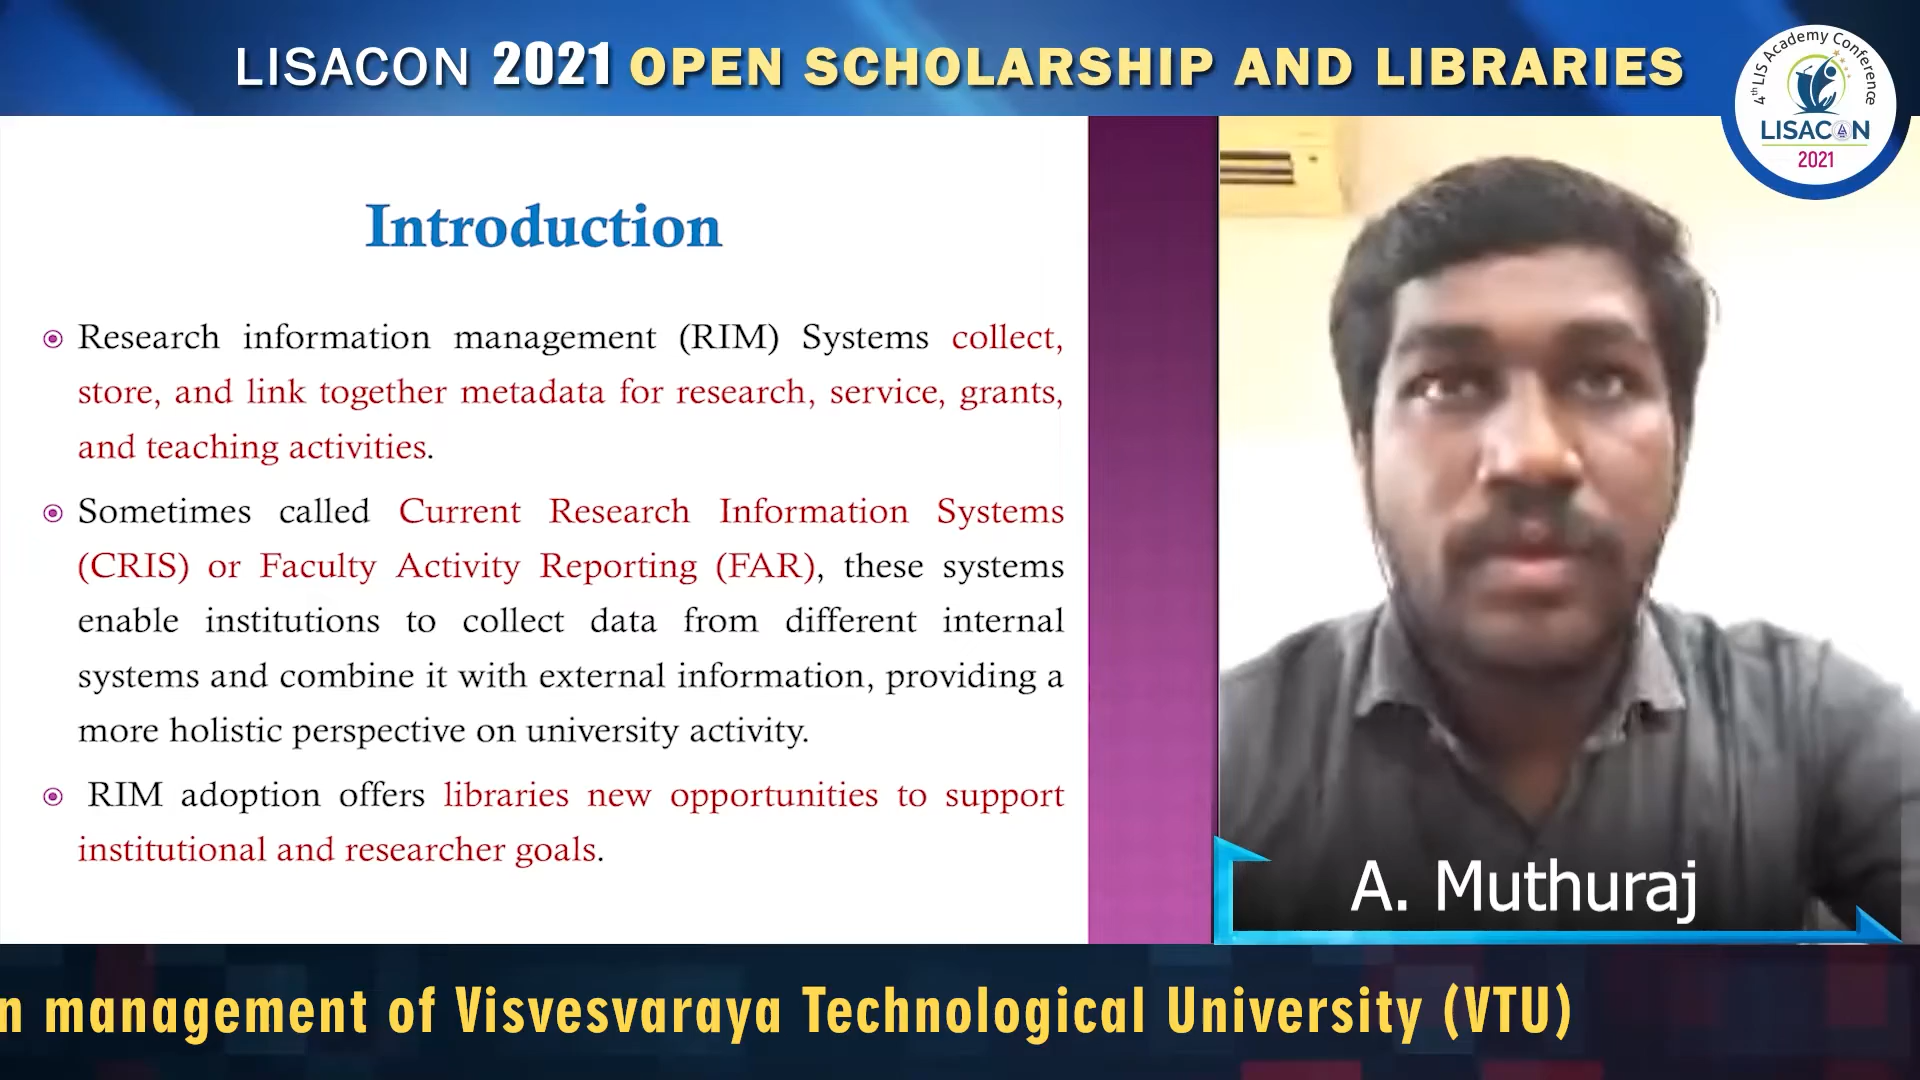 LISACON 2021 OPEN SCHOLARSHIP AND LIBRARIES
4th LIS Academy Conference
LISACON
2021
Introduction
Research information management (RIM) Systems collect,
store, and link together metadata for research, service, grants,
and teaching activities.
Sometimes called Current Research Information Systems
(CRIS) or Faculty Activity Reporting (FAR), these systems
enable institutions to collect data from different internal
systems and combine it with external information, providing a
more holistic perspective on university activity.
RIM adoption offers libraries new opportunities to support
institutional and researcher goals.
A. Muthuraj
n management of Visvesvaraya Technological University (VTU)